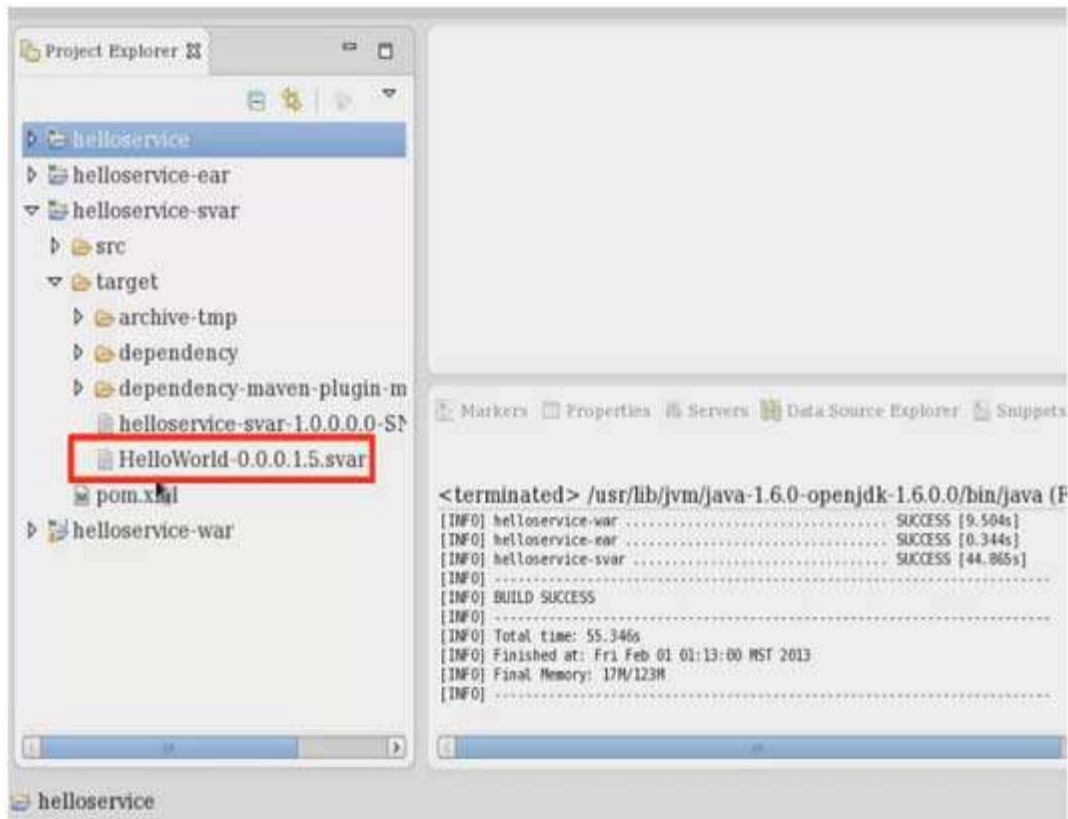 Project Explorer
helloservice
helloservice-ear
helloservice-svar
src
target
archive-tmp
dependency
dependency-maven-plugin-m
helloservice-svar-1.0.0.0.0-SN
HelloWorld-0.0.0.1.5.svar
pom.xml
helloservice-war
Markers Properties Servers Data Source Explorer Snippets
<terminated> /usr/lib/jvm/java-1.6.0-openjdk-1.6.0.0/bin/java (F
[INFO] helloservice-war ................................ SUCCESS [9.504s]
[INFO] helloservice-ear ................................ SUCCESS [0.344s]
[INFO] helloservice-svar ............................... SUCCESS [44.865s]
[INFO] ------------------------------------------------------------------------
[INFO] BUILD SUCCESS
[INFO] ------------------------------------------------------------------------
[INFO] Total time: 55.346s
[INFO] Finished at: Fri Feb 01 01:13:00 MST 2013
[INFO] Final Memory: 17M/123M
[INFO] ------------------------------------------------------------------------
helloservice